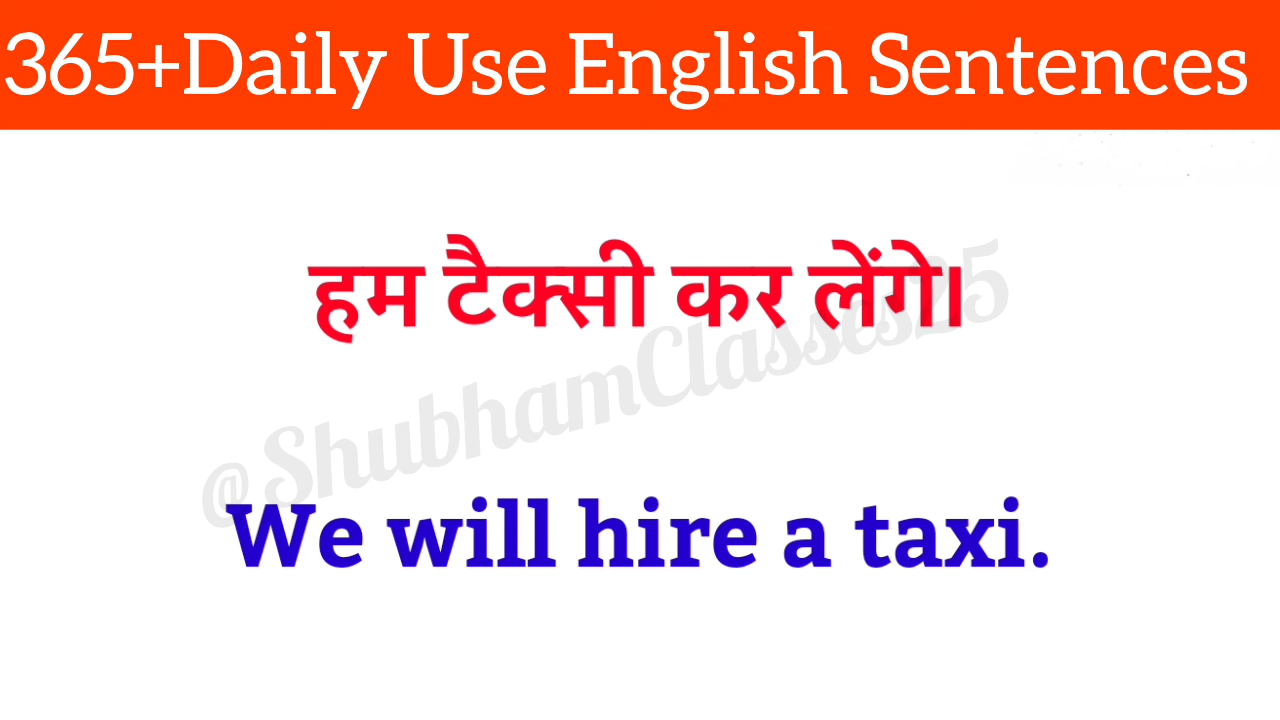 365+Daily Use English Sentences
हम टैक्सी कर लेंगे।
@ShubhamClasses25
We will hire a taxi.